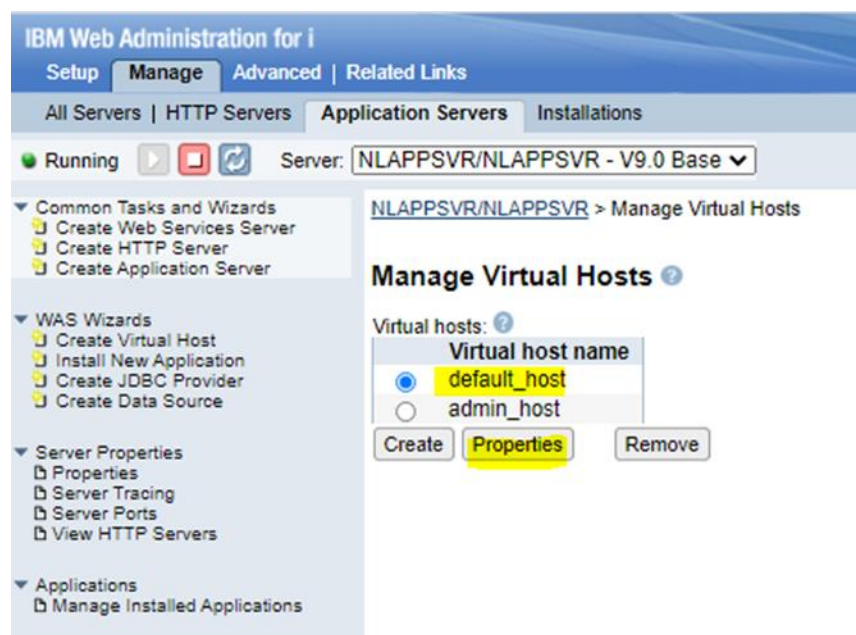 IBM Web Administration for i
Setup Manage Advanced | Related Links
All Servers | HTTP Servers Application Servers Installations
Running Server: NLAPPSVR/NLAPPSVR - V9.0 Base
Common Tasks and Wizards
Create Web Services Server
Create HTTP Server
Create Application Server
WAS Wizards
Create Virtual Host
Install New Application
Create JDBC Provider
Create Data Source
Server Properties
Properties
Server Tracing
Server Ports
View HTTP Servers
Applications
Manage Installed Applications
NLAPPSVR/NLAPPSVR > Manage Virtual Hosts
Manage Virtual Hosts ?
Virtual hosts: ?
Virtual host name
default_host
admin_host
Create Properties Remove